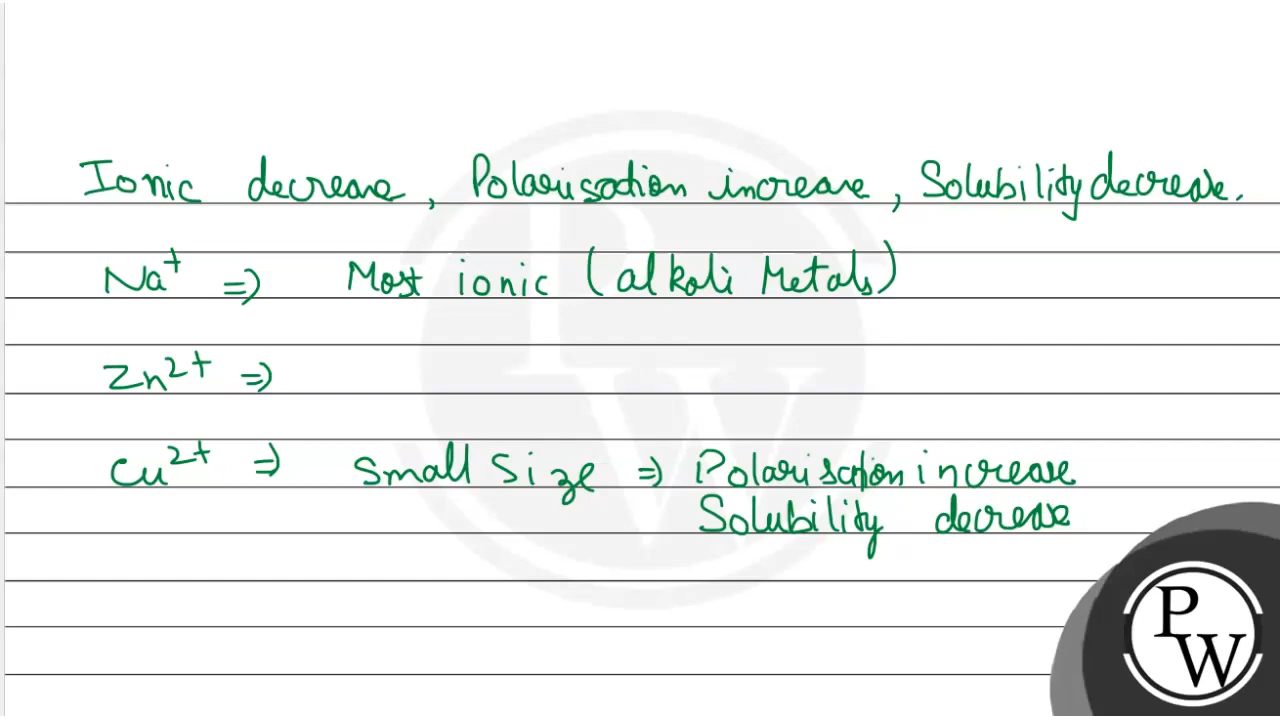 Ionic decrease, Polarisation increase, Solubility decrease.
Na⁺ ⇒ Most ionic (alkali Metals)
Zn²⁺ ⇒
Cu²⁺ ⇒ Small Size ⇒ Polarisation increase
Solubility decrease
PW
PW